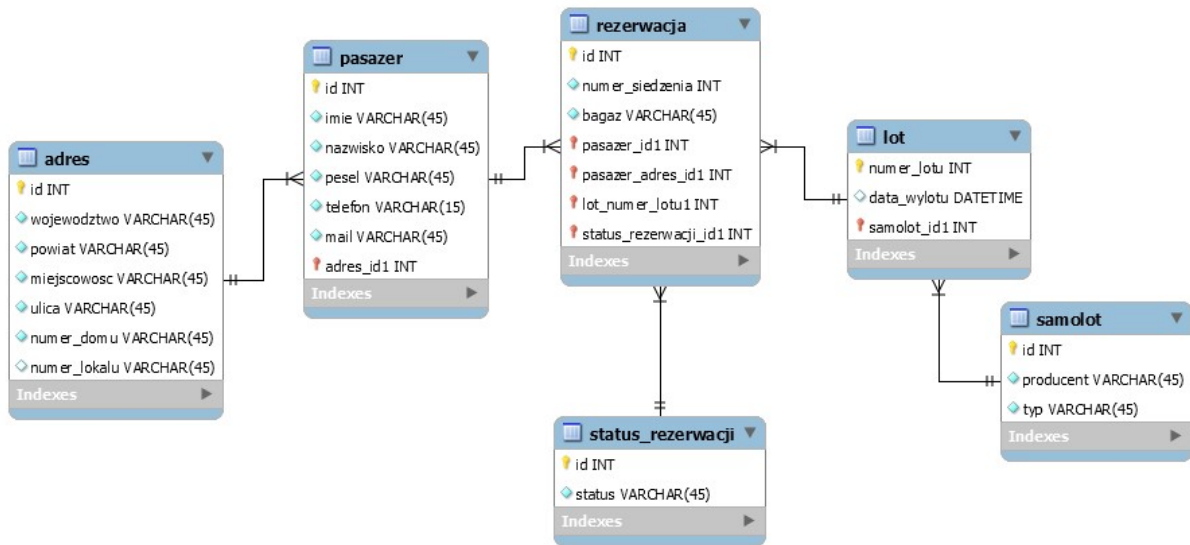 adres
id INT
wojewodztwo VARCHAR(45)
powiat VARCHAR(45)
miejscowosc VARCHAR(45)
ulica VARCHAR(45)
numer_domu VARCHAR(45)
numer_lokalu VARCHAR(45)
Indexes
pasazer
id INT
imie VARCHAR(45)
nazwisko VARCHAR(45)
pesel VARCHAR(45)
telefon VARCHAR(15)
mail VARCHAR(45)
adres_id1 INT
Indexes
rezerwacja
id INT
numer_siedzenia INT
bagaz VARCHAR(45)
pasazer_id1 INT
pasazer_adres_id1 INT
lot_numer_lotu1 INT
status_rezerwacji_id1 INT
Indexes
status_rezerwacji
id INT
status VARCHAR(45)
Indexes
lot
numer_lotu INT
data_wylotu DATETIME
samolot_id1 INT
Indexes
samolot
id INT
producent VARCHAR(45)
typ VARCHAR(45)
Indexes